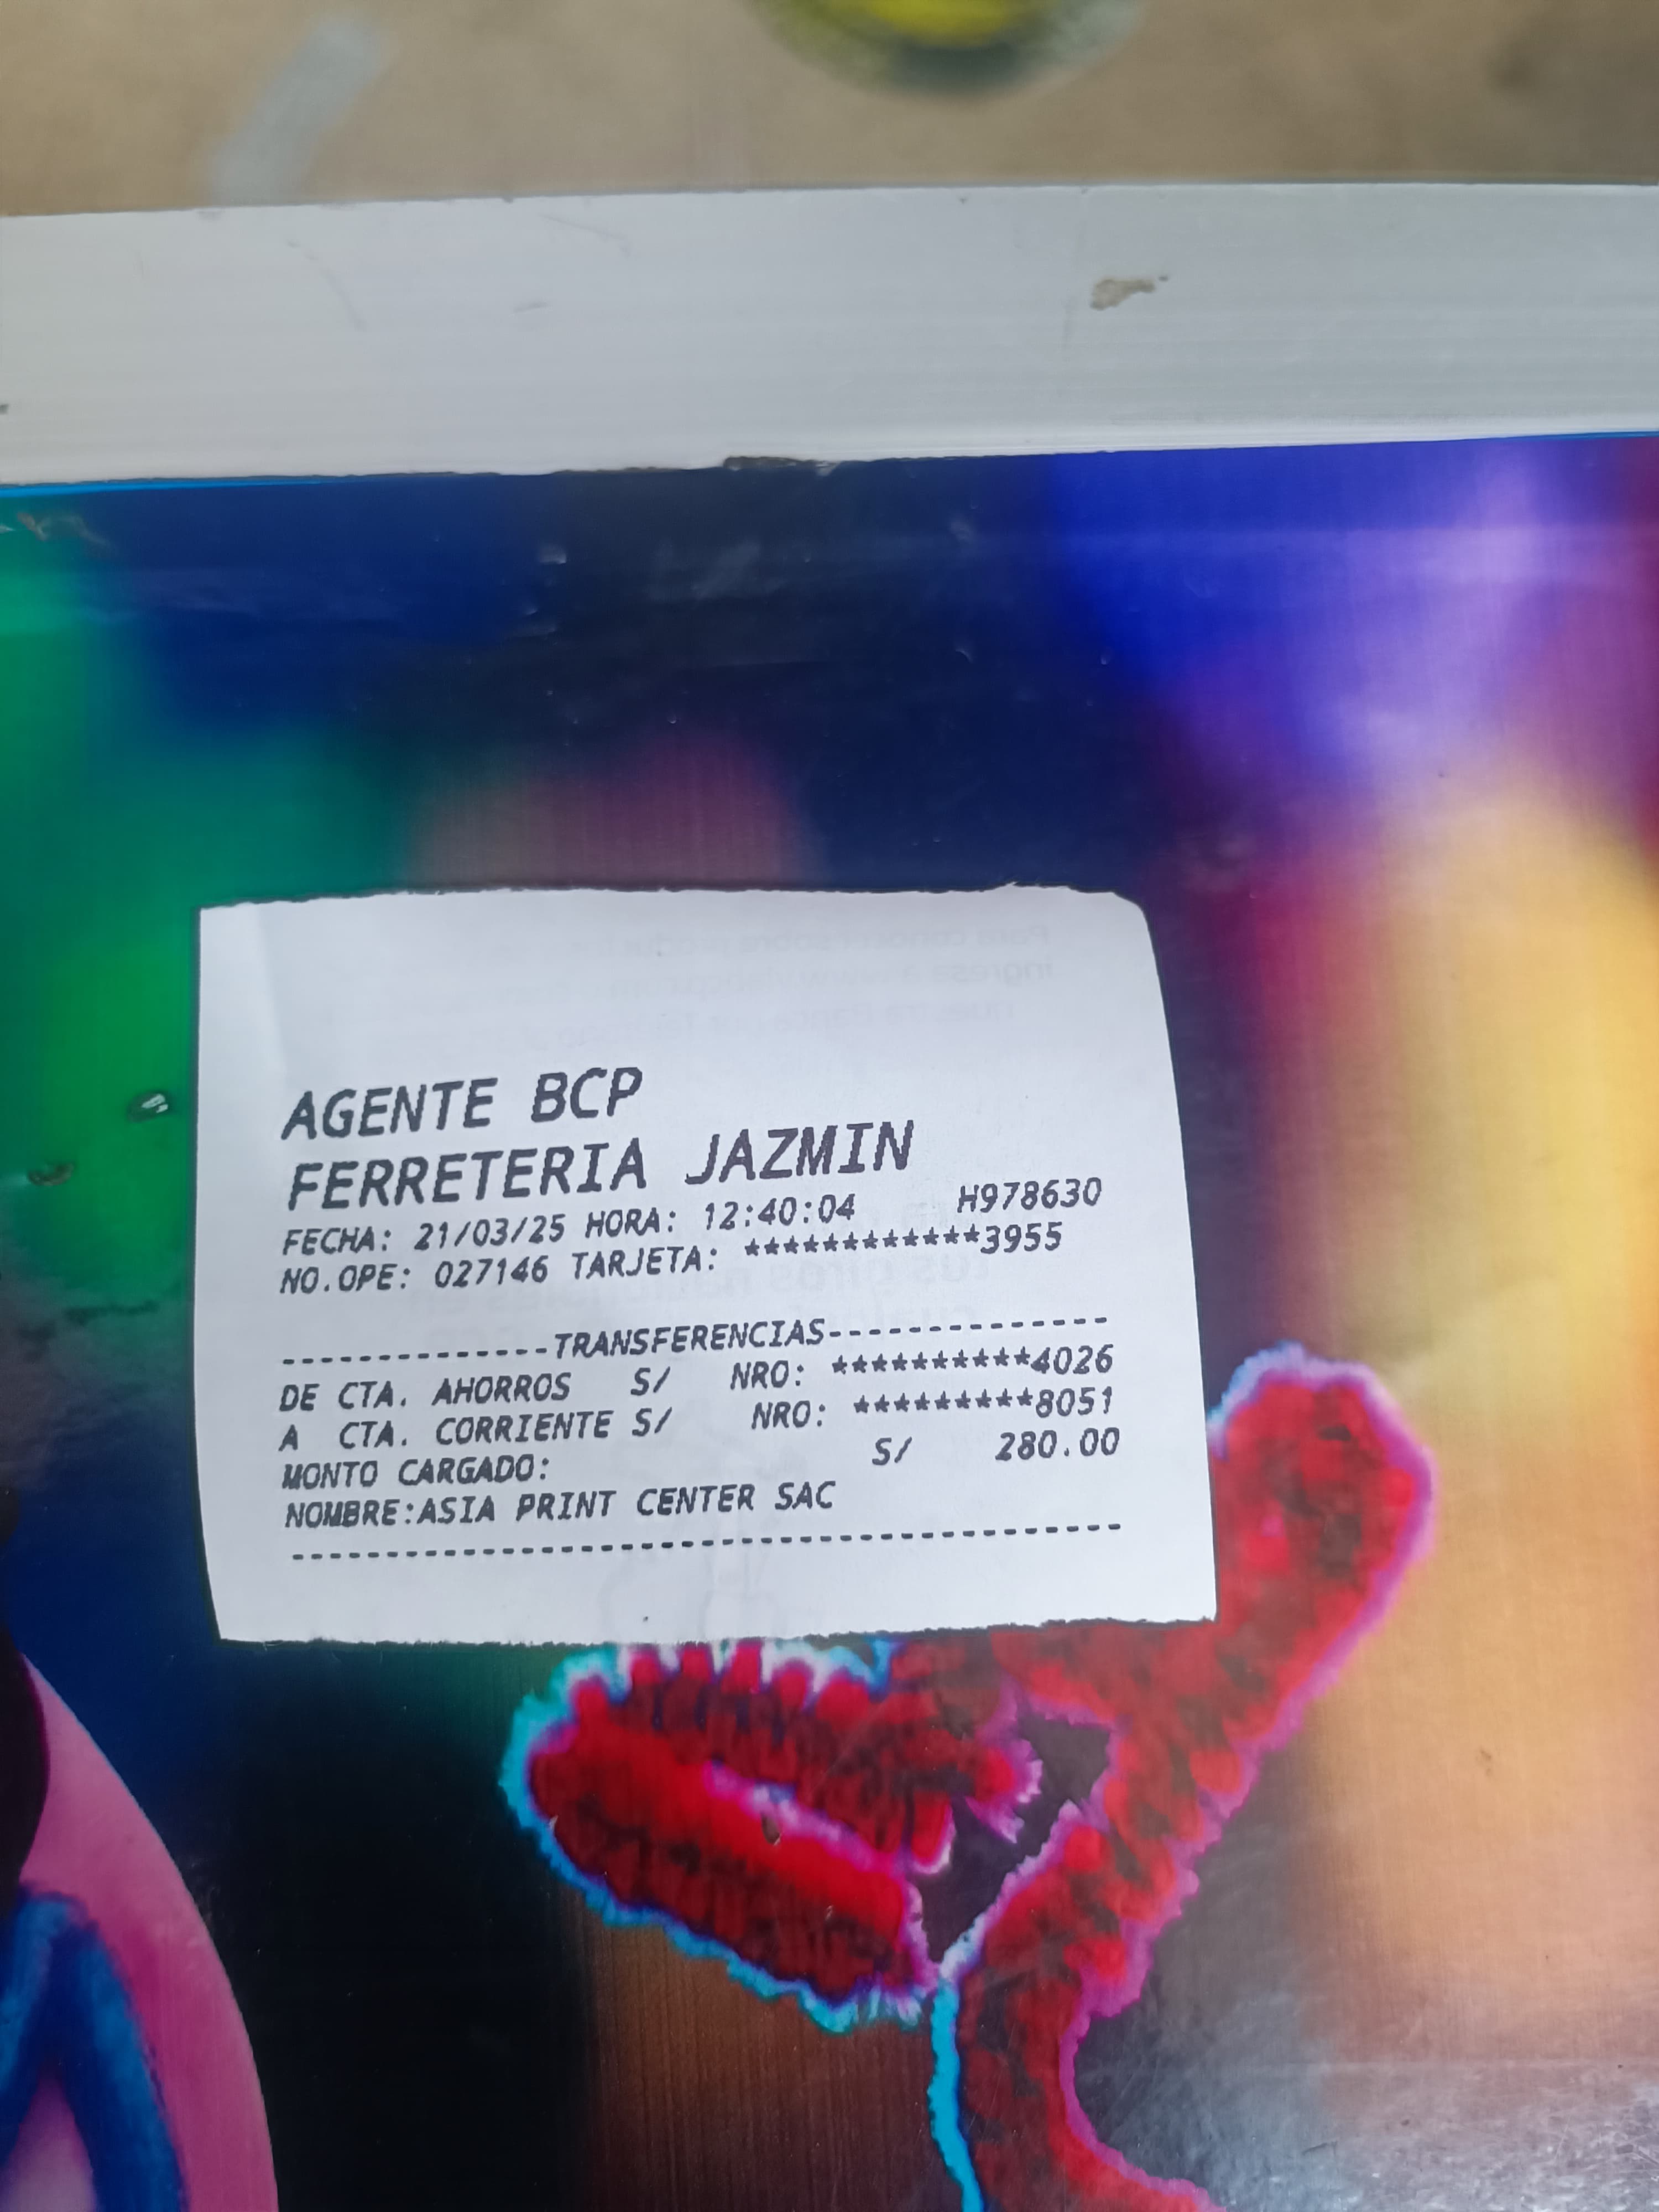 AGENTE BCP
FERRETERIA JAZMIN
FECHA: 21/03/25 HORA: 12:40:04 H978630
NO.OPE: 027146 TARJETA: ************3955
--------------TRANSFERENCIAS---------------
DE CTA. AHORROS S/ NRO: **********4026
A CTA. CORRIENTE S/ NRO: *********8051
MONTO CARGADO: S/ 280.00
NOMBRE:ASIA PRINT CENTER SAC
-------------------------------------------